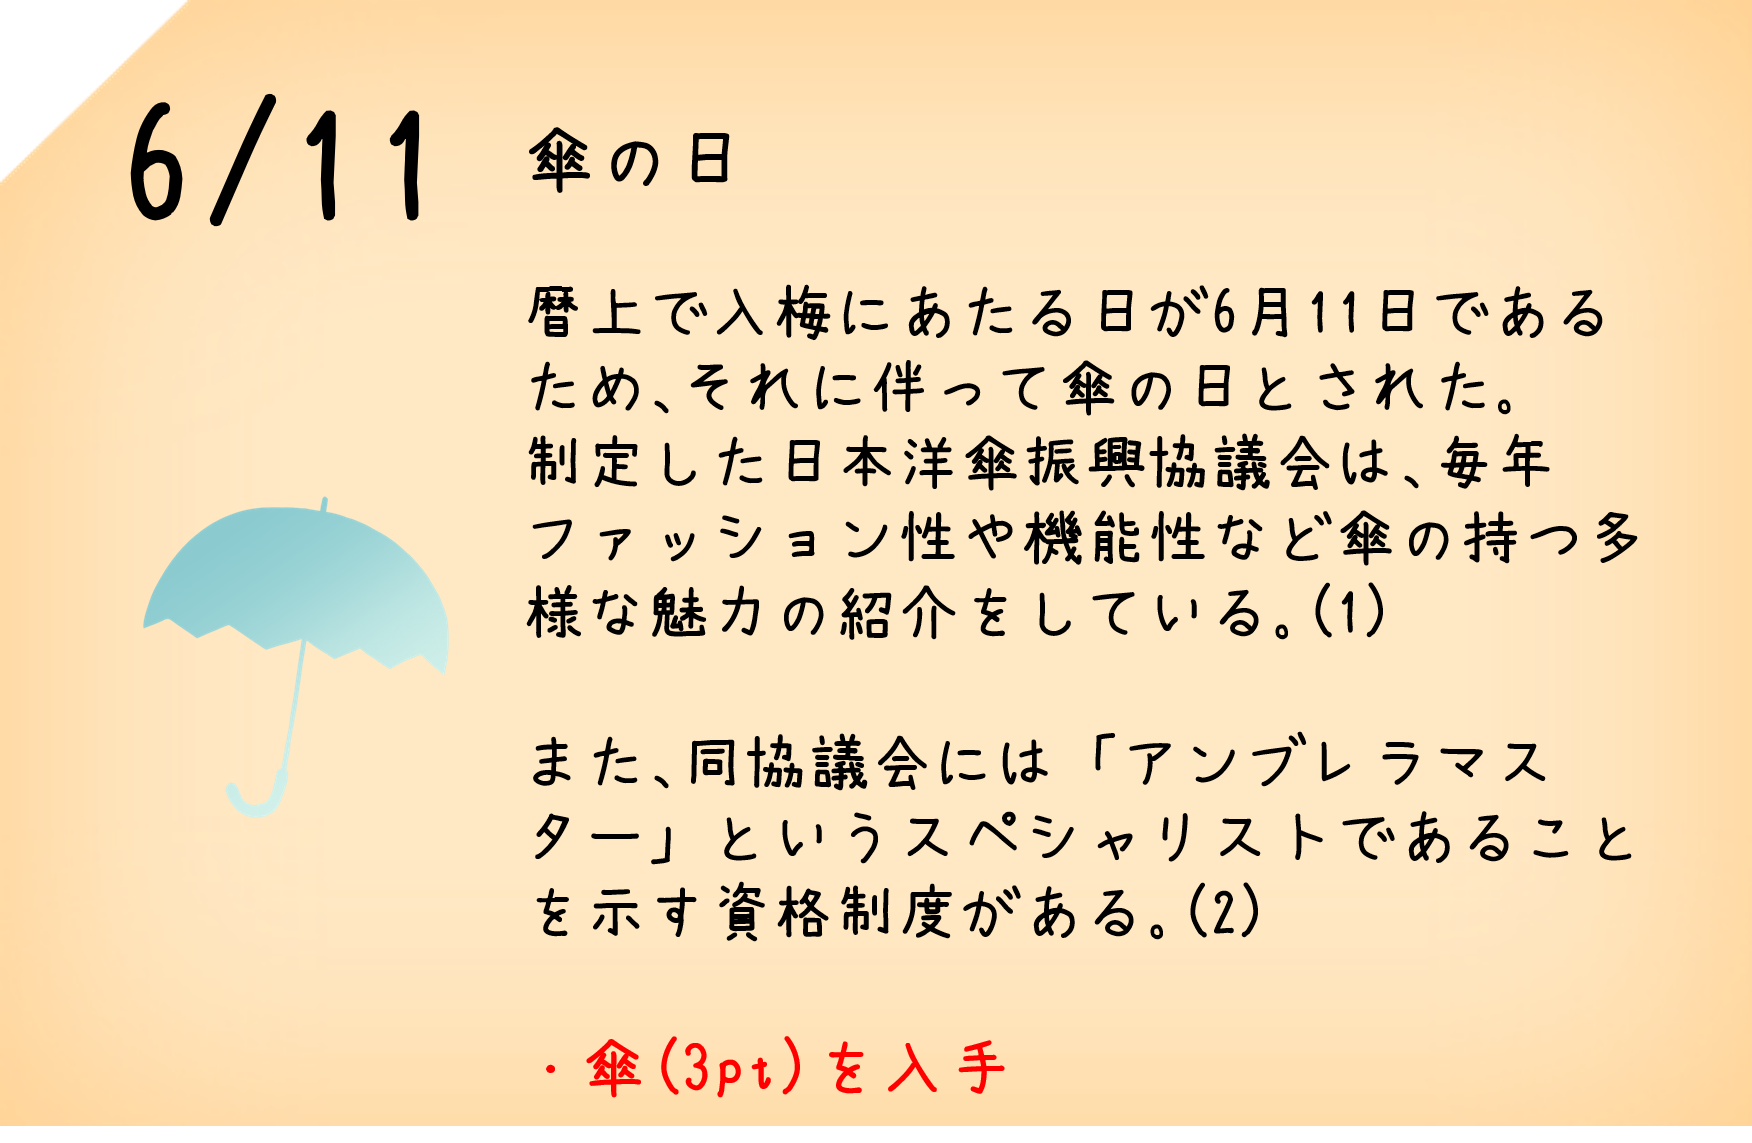 6/11 傘の日
暦上で入梅にあたる日が6月11日である
ため、それに伴って傘の日とされた。
制定した日本洋傘振興協議会は、毎年
ファッション性や機能性など傘の持つ多
様な魅力の紹介をしている。(1)
また、同協議会には「アンブレラマス
ター」というスペシャリストであること
を示す資格制度がある。(2)
・傘(3pt)を入手